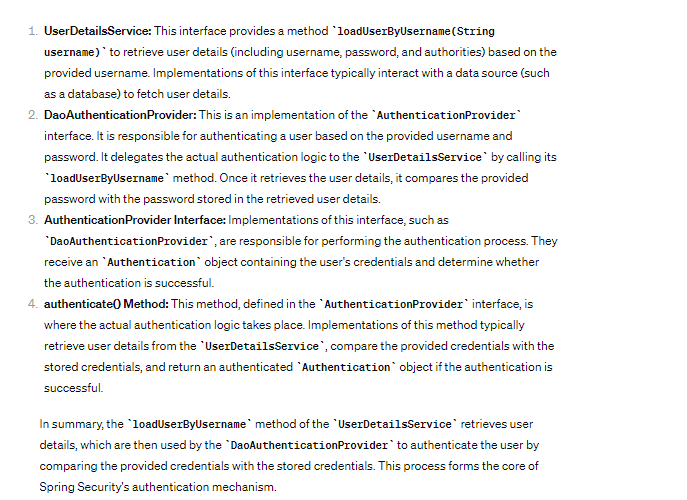 1. UserDetailsService: This interface provides a method `loadUserByUsername(String
username)` to retrieve user details (including username, password, and authorities) based on the
provided username. Implementations of this interface typically interact with a data source (such
as a database) to fetch user details.
2. DaoAuthenticationProvider: This is an implementation of the `AuthenticationProvider`
interface. It is responsible for authenticating a user based on the provided username and
password. It delegates the actual authentication logic to the `UserDetailsService` by calling its
`loadUserByUsername` method. Once it retrieves the user details, it compares the provided
password with the password stored in the retrieved user details.
3. AuthenticationProvider Interface: Implementations of this interface, such as
`DaoAuthenticationProvider`, are responsible for performing the authentication process. They
receive an `Authentication` object containing the user's credentials and determine whether
the authentication is successful.
4. authenticate() Method: This method, defined in the `AuthenticationProvider` interface, is
where the actual authentication logic takes place. Implementations of this method typically
retrieve user details from the `UserDetailsService`, compare the provided credentials with the
stored credentials, and return an authenticated `Authentication` object if the authentication is
successful.
In summary, the `loadUserByUsername` method of the `UserDetailsService` retrieves user
details, which are then used by the `DaoAuthenticationProvider` to authenticate the user by
comparing the provided credentials with the stored credentials. This process forms the core of
Spring Security's authentication mechanism.